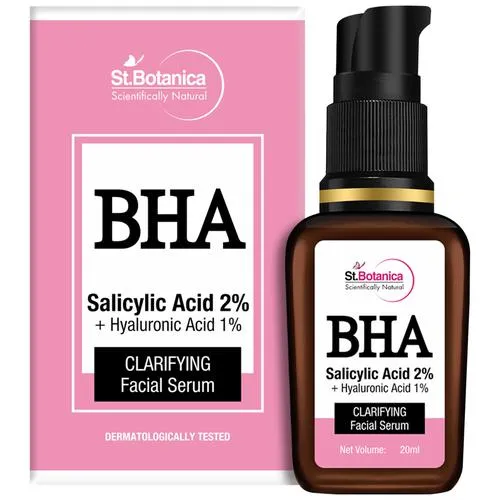 St.Botanica
Scientifically Natural
BHA
Salicylic Acid 2%
+ Hyaluronic Acid 1%
CLARIFYING
Facial Serum
DERMATOLOGICALLY TESTED
St.Botanica
Scientifically Natural
BHA
Salicylic Acid 2%
+ Hyaluronic Acid 1%
CLARIFYING
Facial Serum
Net Volume: 20ml